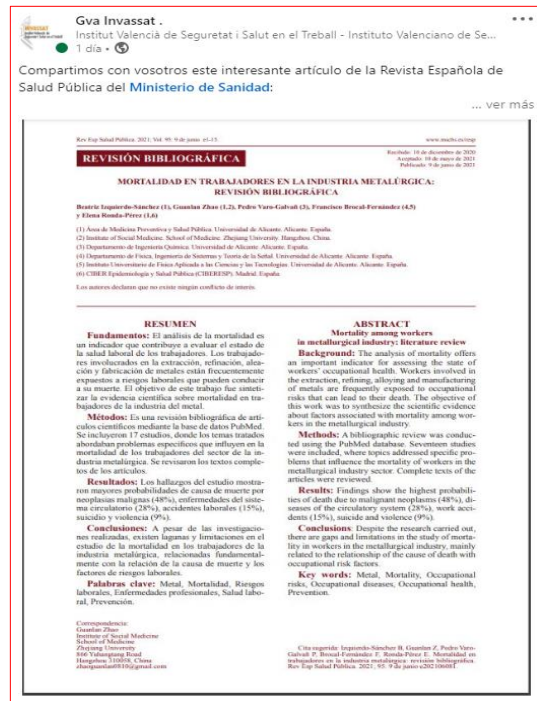 Gva Invassat .
Institut Valencià de Seguretat i Salut en el Treball - Instituto Valenciano de Se...
1 día •
Compartimos con vosotros este interesante artículo de la Revista Española de
Salud Pública del Ministerio de Sanidad:
... ver más
Rev Esp Salud Pública. 2021; Vol. 95: 9 de junio e1-15.
www.mscbs.es/resp
Recibido: 10 de diciembre de 2020
Aceptado: 10 de mayo de 2021
Publicado: 9 de junio de 2021
REVISIÓN BIBLIOGRÁFICA
MORTALIDAD EN TRABAJADORES EN LA INDUSTRIA METALÚRGICA:
REVISIÓN BIBLIOGRÁFICA
Beatriz Izquierdo-Sánchez (1), Guanlan Zhao (1,2), Pedro Varo-Galvañ (3), Francisco Brocal-Fernández (4,5)
y Elena Ronda-Pérez (1,6)
(1) Área de Medicina Preventiva y Salud Pública. Universidad de Alicante. Alicante. España.
(2) Institute of Social Medicine. School of Medicine. Zhejiang University. Hangzhou. China.
(3) Departamento de Ingeniería Química. Universidad de Alicante. Alicante. España.
(4) Departamento de Física, Ingeniería de Sistemas y Teoría de la Señal. Universidad de Alicante. Alicante. España.
(5) Instituto Universitario de Física Aplicada a las Ciencias y las Tecnologías. Universidad de Alicante. Alicante. España.
(6) CIBER Epidemiología y Salud Pública (CIBERESP). Madrid. España.
Los autores declaran que no existe ningún conflicto de interés.
RESUMEN
Fundamentos: El análisis de la mortalidad es
un indicador que contribuye a evaluar el estado de
la salud laboral de los trabajadores. Los trabajado-
res involucrados en la extracción, refinación, alea-
ción y fabricación de metales están frecuentemente
expuestos a riesgos laborales que pueden conducir
a su muerte. El objetivo de este trabajo fue sinteti-
zar la evidencia científica sobre mortalidad en tra-
bajadores de la industria del metal.
Métodos: Es una revisión bibliográfica de artí-
culos científicos mediante la base de datos PubMed.
Se incluyeron 17 estudios, donde los temas tratados
abordaban problemas específicos que influyen en la
mortalidad de los trabajadores del sector de la in-
dustria metalúrgica. Se revisaron los textos comple-
tos de los artículos.
Resultados: Los hallazgos del estudio mostra-
ron mayores probabilidades de causa de muerte por
neoplasias malignas (48%), enfermedades del siste-
ma circulatorio (28%), accidentes laborales (15%),
suicidio y violencia (9%).
Conclusiones: A pesar de las investigacio-
nes realizadas, existen lagunas y limitaciones en el
estudio de la mortalidad en los trabajadores de la
industria metalúrgica, relacionadas fundamental-
mente con la relación de la causa de muerte y los
factores de riesgos laborales.
Palabras clave: Metal, Mortalidad, Riesgos
laborales, Enfermedades profesionales, Salud labo-
ral, Prevención.
ABSTRACT
Mortality among workers
in metallurgical industry: literature review
Background: The analysis of mortality offers
an important indicator for assessing the state of
workers' occupational health. Workers involved in
the extraction, refining, alloying and manufacturing
of metals are frequently exposed to occupational
risks that can lead to their death. The objective of
this work was to synthesize the scientific evidence
about factors associated with mortality among wor-
kers in the metallurgical industry.
Methods: A bibliographic review was conduc-
ted using the PubMed database. Seventeen studies
were included, where topics addressed specific pro-
blems that influence the mortality of workers in the
metallurgical industry sector. Complete texts of the
articles were reviewed.
Results: Findings show the highest probabili-
ties of death due to malignant neoplasms (48%), di-
seases of the circulatory system (28%), work acci-
dents (15%), suicide and violence (9%).
Conclusions: Despite the research carried out,
there are gaps and limitations in the study of morta-
lity in workers in the metallurgical industry, mainly
related to the relationship of the cause of death with
occupational risk factors.
Key words: Metal, Mortality, Occupational
risks, Occupational diseases, Occupational health,
Prevention.
Correspondencia:
Guanlan Zhao
Institute of Social Medicine
School of Medicine
Zhejiang University
866 Yuhangtang Road
Hangzhou 310058, China
zhaoguanlan0810@gmail.com
Cita sugerida: Izquierdo-Sánchez B, Guanlan Z, Pedro Varo-
Galvañ P, Brocal-Fernández F, Ronda-Pérez E. Mortalidad en
trabajadores en la industria metalúrgica: revisión bibliográfica.
Rev Esp Salud Pública. 2021; 95: 9 de junio e202106081.